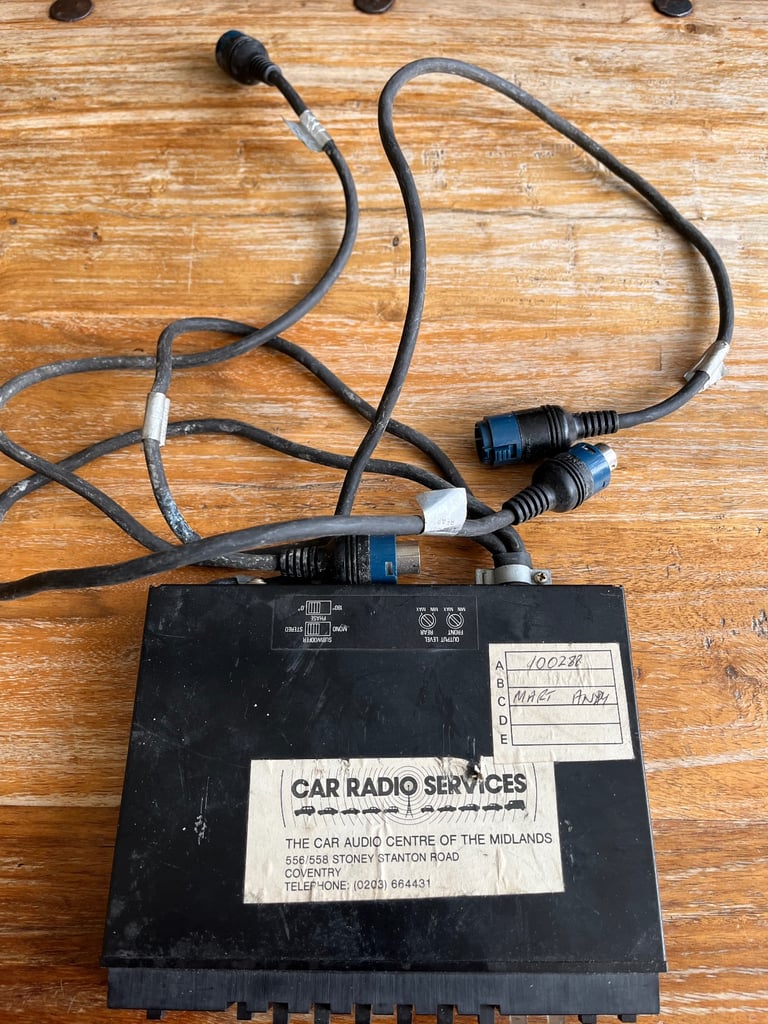 180° 0°
PHASE
MONO STEREO
SUBWOOFER
MIN MAX MIN MAX
FRONT REAR
OUTPUT LEVEL
REAR
A 100288
B
C MART ANDY
D
E
CAR RADIO SERVICES
THE CAR AUDIO CENTRE OF THE MIDLANDS
556/558 STONEY STANTON ROAD
COVENTRY
TELEPHONE: (0203) 664431